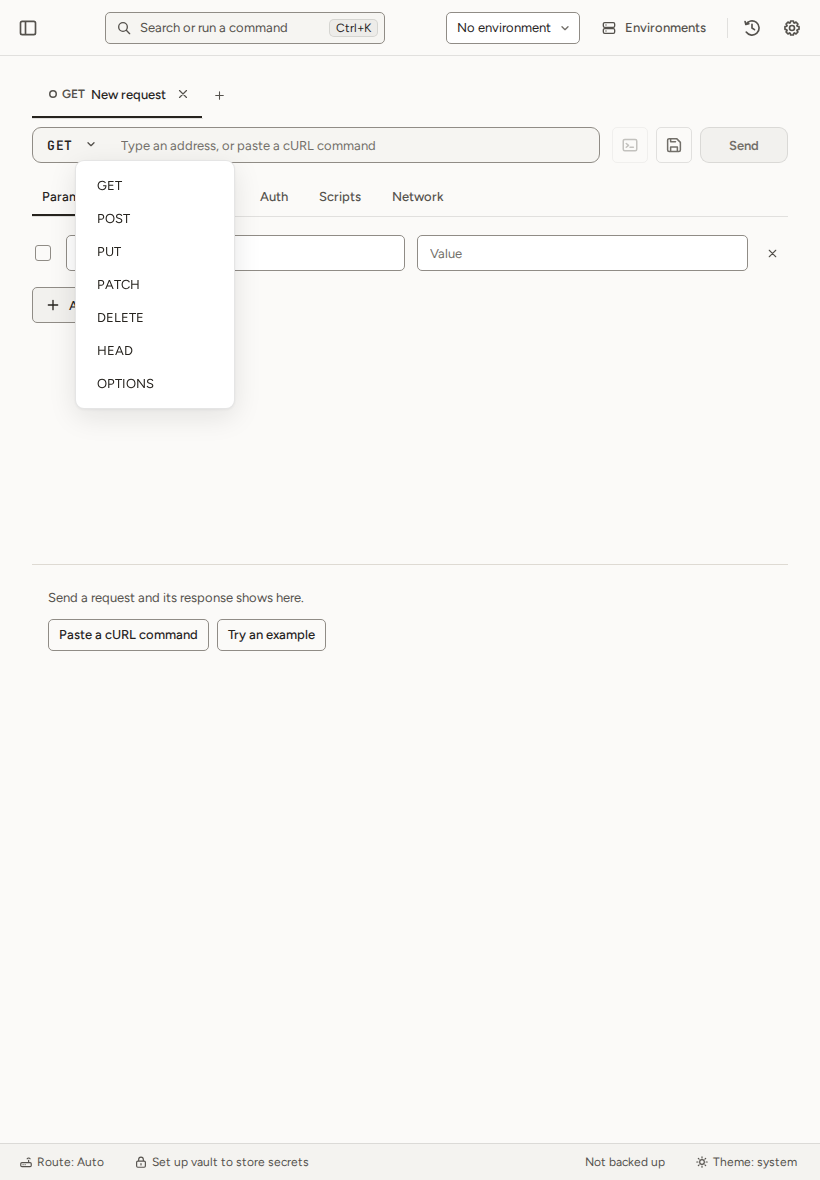 Search or run a command Ctrl+K No environment Environments
GET New request
GET Type an address, or paste a cURL command Send
Auth Scripts Network
GET
POST
PUT
PATCH
DELETE
HEAD
OPTIONS
Value
Send a request and its response shows here.
Paste a cURL command Try an example
Route: Auto Set up vault to store secrets Not backed up Theme: system